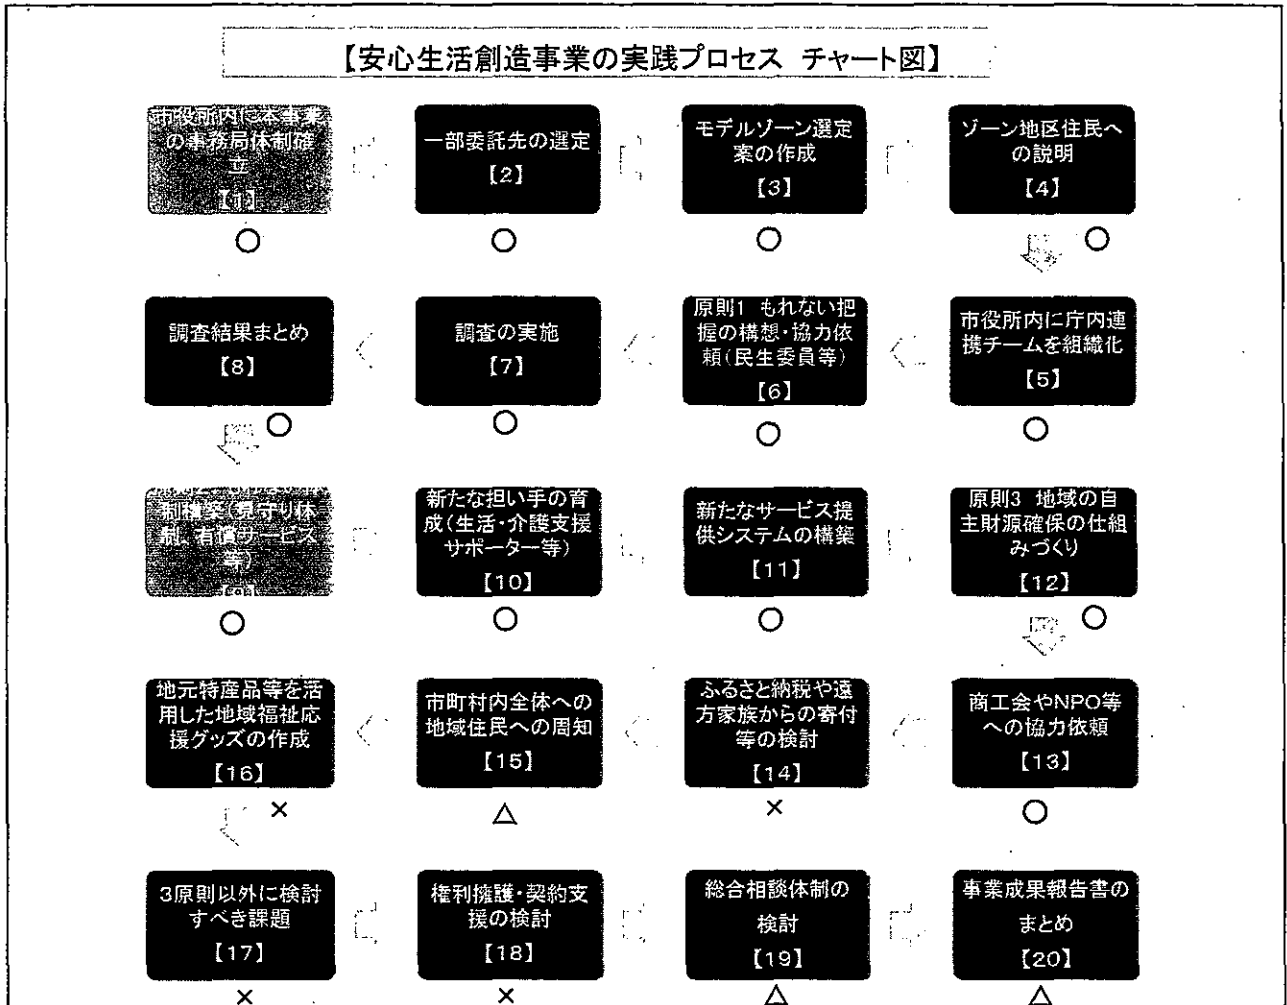 【安心生活創造事業の実践プロセス チャート図】
市役所内に本事業
の事務局体制確
立
【1】
一部委託先の選定
【2】
モデルゾーン選定
案の作成
【3】
ゾーン地区住民へ
の説明
【4】
○
○
○
○
調査結果まとめ
【8】
調査の実施
【7】
原則1 もれない把
握の構想・協力依
頼(民生委員等)
【6】
市役所内に庁内連
携チームを組織化
【5】
○
○
○
○
制構築(見守り体
制、有償サービス
等)
【9】
新たな担い手の育
成(生活・介護支援
サポーター等)
【10】
新たなサービス提
供システムの構築
【11】
原則3 地域の自
主財源確保の仕組
みづくり
【12】
○
○
○
○
地元特産品等を活
用した地域福祉応
援グッズの作成
【16】
市町村内全体への
地域住民への周知
【15】
ふるさと納税や遠
方家族からの寄付
等の検討
【14】
商工会やNPO等
への協力依頼
【13】
×
△
×
○
3原則以外に検討
すべき課題
【17】
権利擁護・契約支
援の検討
【18】
総合相談体制の
検討
【19】
事業成果報告書の
まとめ
【20】
×
×
△
△